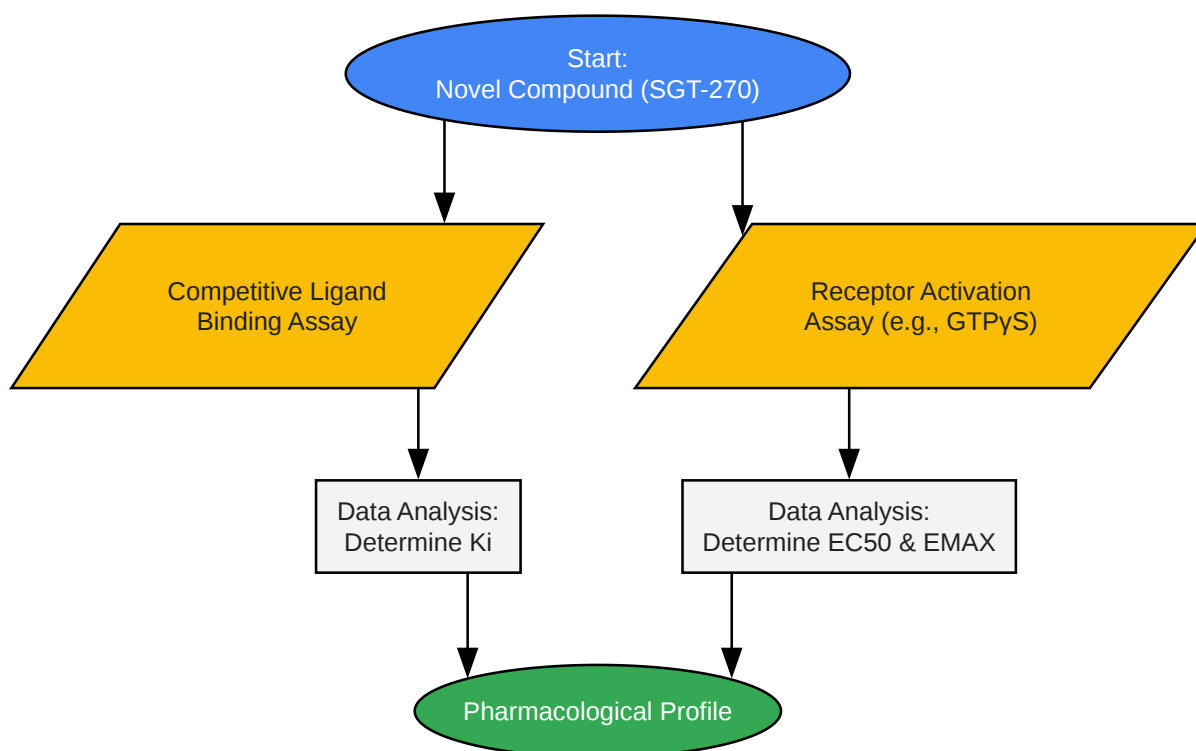 Start:
Novel Compound (SGT-270)
Competitive Ligand
Binding Assay
Receptor Activation
Assay (e.g., GTPγS)
Data Analysis:
Determine Ki
Data Analysis:
Determine EC50 & EMAX
Pharmacological Profile